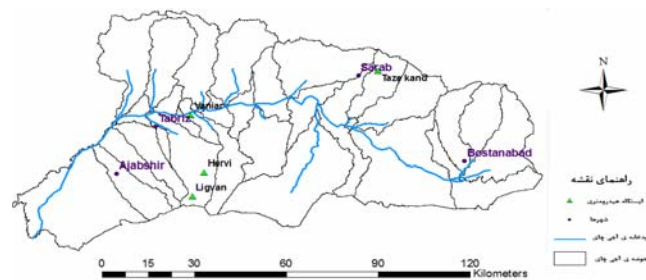 Sarab
Taze kand
Vaniar
Tabriz
Bostanabad
Ajabshir
Hervi
Ligvan
N
راهنمای نقشه
ایستگاه هیدرومتری
شهرها
رودخانه ی آجی چای
حوضه ی آجی چای
0 15 30 60 90 120
Kilometers